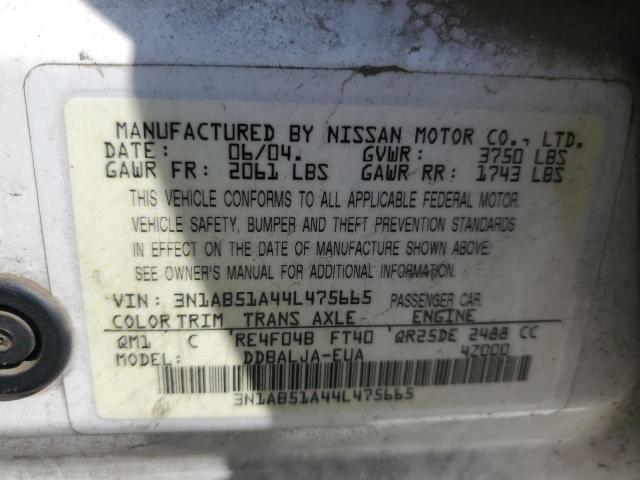 MANUFACTURED BY NISSAN MOTOR CO., LTD.
DATE: 06/04. GVWR: 3750 LBS
GAWR FR: 2061 LBS GAWR RR: 1743 LBS
THIS VEHICLE CONFORMS TO ALL APPLICABLE FEDERAL MOTOR
VEHICLE SAFETY, BUMPER AND THEFT PREVENTION STANDARDS
IN EFFECT ON THE DATE OF MANUFACTURE SHOWN ABOVE.
SEE OWNER'S MANUAL FOR ADDITIONAL INFORMATION.
VIN: 3N1AB51A44L475665 PASSENGER CAR
COLOR TRIM TRANS AXLE ENGINE
QM1 C RE4F04B FT40 QR25DE 2488 CC
MODEL: DDBALJA-EUA 4Z000
3N1AB51A44L475665